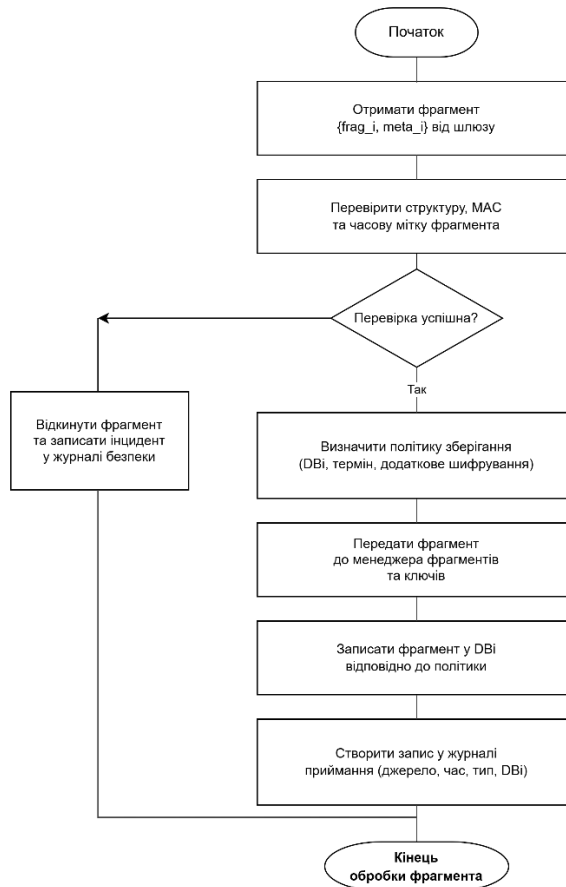 Початок
Отримати фрагмент
{frag_i, meta_i} від шлюзу
Перевірити структуру, MAC
та часову мітку фрагмента
Перевірка успішна?
Так
Відкинути фрагмент
та записати інцидент
у журналі безпеки
Визначити політику зберігання
(DBi, термін, додаткове шифрування)
Передати фрагмент
до менеджера фрагментів
та ключів
Записати фрагмент у DBi
відповідно до політики
Створити запис у журналі
приймання (джерело, час, тип, DBi)
Кінець
обробки фрагмента